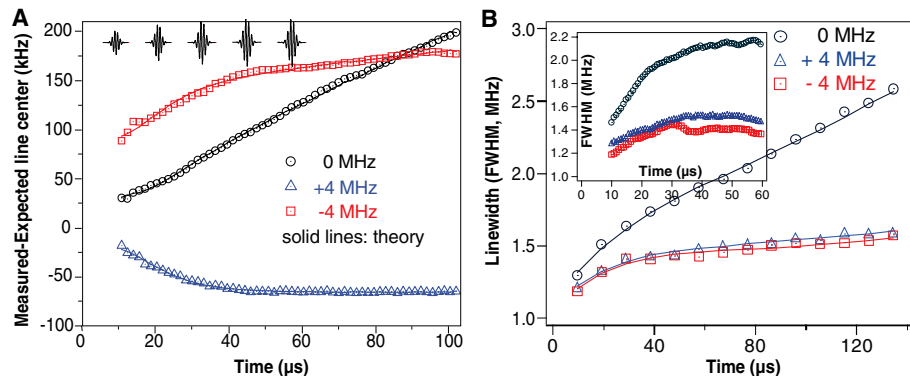 A
Measured-Expected line center (kHz)
200
150
100
50
0
-50
-100
0 MHz
+4 MHz
-4 MHz
solid lines: theory
20
40
60
80
100
Time (µs)
B
Linewidth (FWHM, MHz)
3.0
2.5
2.0
1.5
1.0
0 MHz
+ 4 MHz
- 4 MHz
FWHM (MHz)
2.2
2.0
1.8
1.6
1.4
1.2
1.0
0
10
20
30
40
50
60
Time (µs)
0
40
80
120
Time (µs)